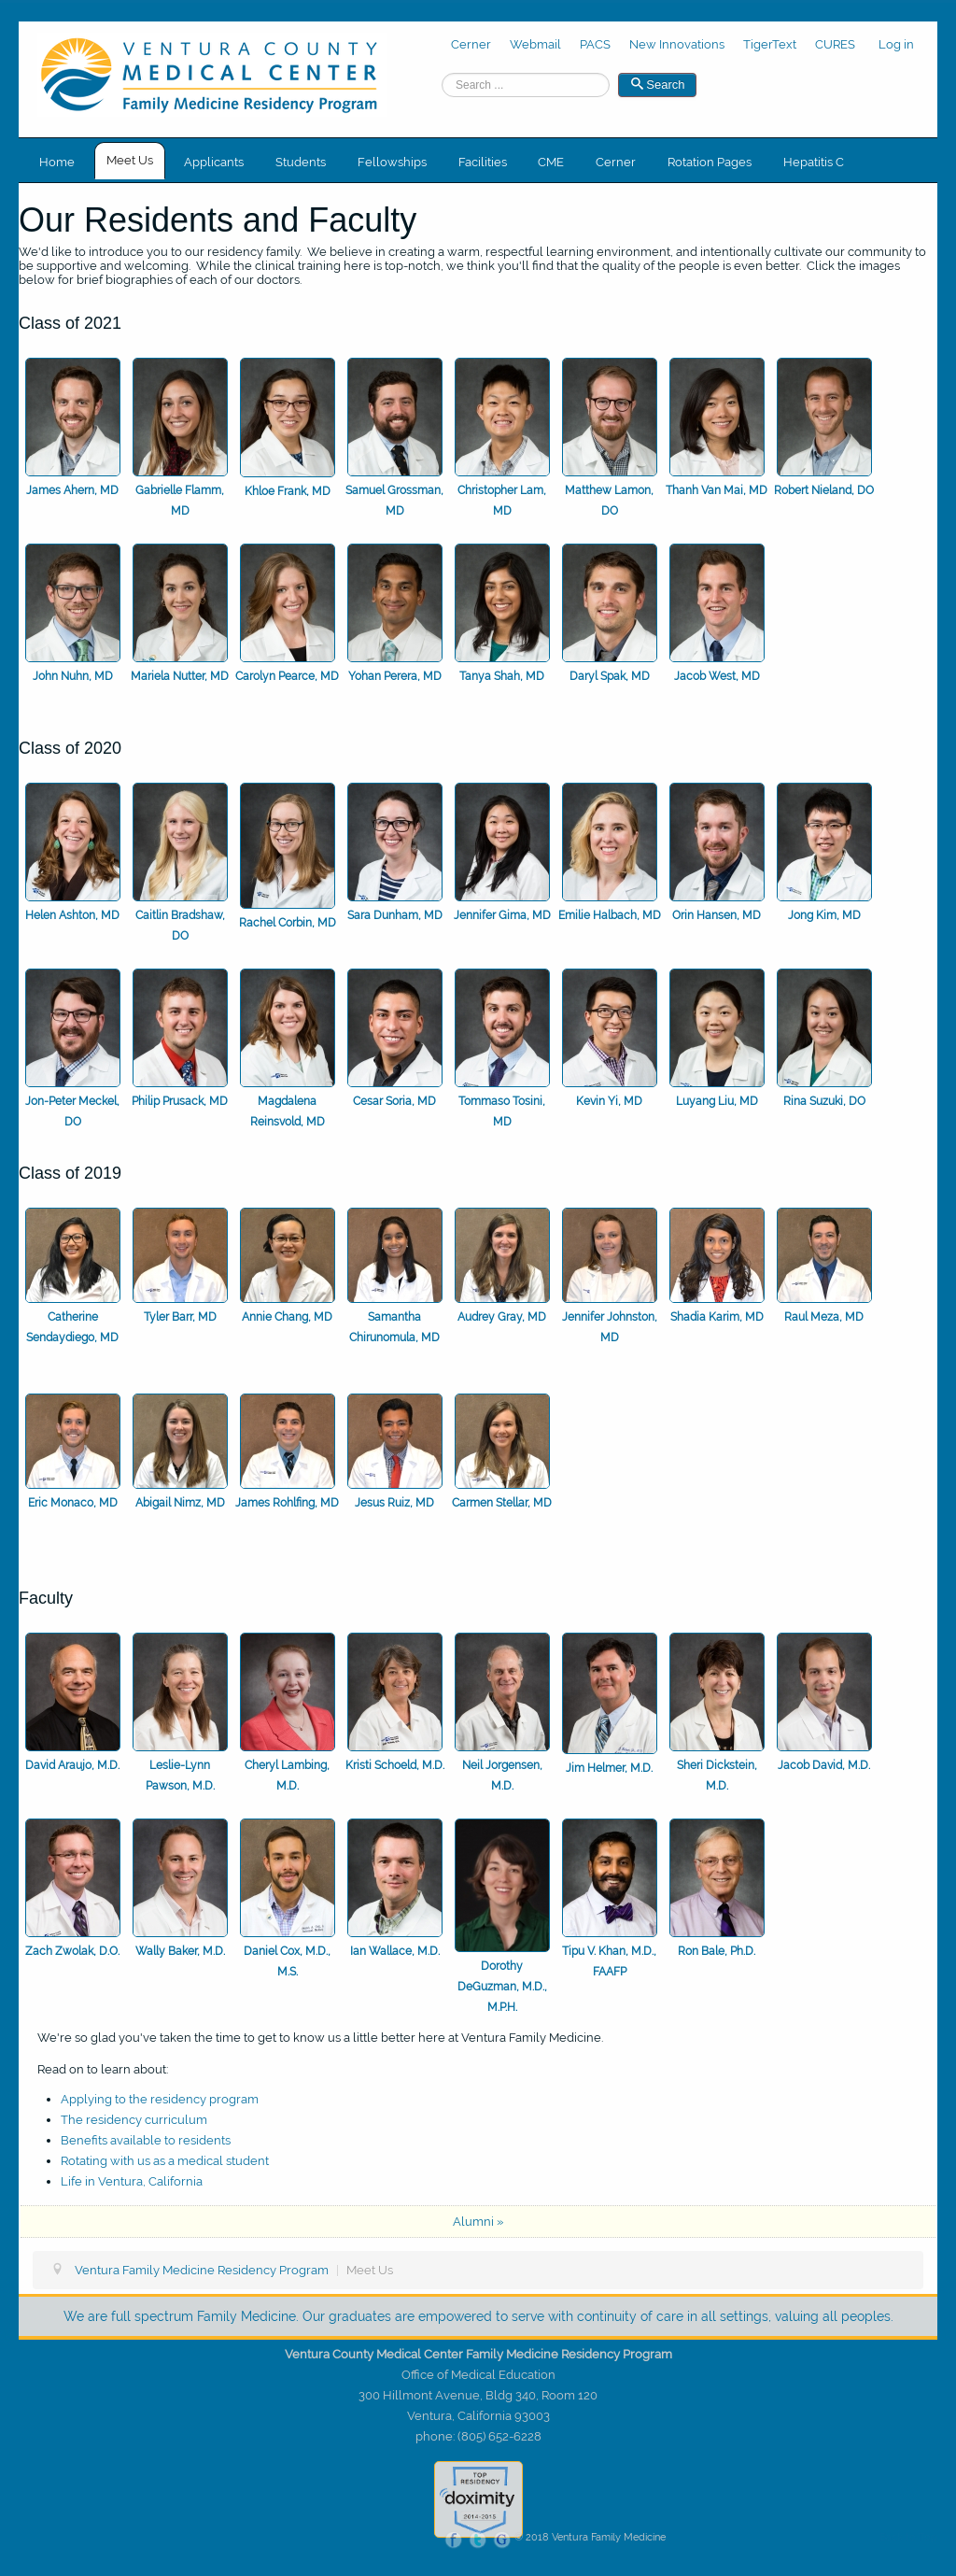 VENTURA COUNTY
MEDICAL CENTER
Family Medicine Residency Program
Cerner Webmail PACS New Innovations TigerText CURES Log in
Search ... Search
Home Meet Us Applicants Students Fellowships Facilities CME Cerner Rotation Pages Hepatitis C
Our Residents and Faculty
We'd like to introduce you to our residency family. We believe in creating a warm, respectful learning environment, and intentionally cultivate our community to
be supportive and welcoming. While the clinical training here is top-notch, we think you'll find that the quality of the people is even better. Click the images
below for brief biographies of each of our doctors.
Class of 2021
James Ahern, MD
Gabrielle Flamm,
MD
Khloe Frank, MD
Samuel Grossman,
MD
Christopher Lam,
MD
Matthew Lamon,
DO
Thanh Van Mai, MD
Robert Nieland, DO
John Nuhn, MD
Mariela Nutter, MD
Carolyn Pearce, MD
Yohan Perera, MD
Tanya Shah, MD
Daryl Spak, MD
Jacob West, MD
Class of 2020
Helen Ashton, MD
Caitlin Bradshaw,
DO
Rachel Corbin, MD
Sara Dunham, MD
Jennifer Gima, MD
Emilie Halbach, MD
Orin Hansen, MD
Jong Kim, MD
Jon-Peter Meckel,
DO
Philip Prusack, MD
Magdalena
Reinsvold, MD
Cesar Soria, MD
Tommaso Tosini,
MD
Kevin Yi, MD
Luyang Liu, MD
Rina Suzuki, DO
Class of 2019
Catherine
Sendaydiego, MD
Tyler Barr, MD
Annie Chang, MD
Samantha
Chirunomula, MD
Audrey Gray, MD
Jennifer Johnston,
MD
Shadia Karim, MD
Raul Meza, MD
Eric Monaco, MD
Abigail Nimz, MD
James Rohlfing, MD
Jesus Ruiz, MD
Carmen Stellar, MD
Faculty
David Araujo, M.D.
Leslie-Lynn
Pawson, M.D.
Cheryl Lambing,
M.D.
Kristi Schoeld, M.D.
Neil Jorgensen,
M.D.
Jim Helmer, M.D.
Sheri Dickstein,
M.D.
Jacob David, M.D.
Zach Zwolak, D.O.
Wally Baker, M.D.
Daniel Cox, M.D.,
M.S.
Ian Wallace, M.D.
Dorothy
DeGuzman, M.D.,
M.P.H.
Tipu V. Khan, M.D.,
FAAFP
Ron Bale, Ph.D.
We're so glad you've taken the time to get to know us a little better here at Ventura Family Medicine.
Read on to learn about:
Applying to the residency program
The residency curriculum
Benefits available to residents
Rotating with us as a medical student
Life in Ventura, California
Alumni »
Ventura Family Medicine Residency Program | Meet Us
We are full spectrum Family Medicine. Our graduates are empowered to serve with continuity of care in all settings, valuing all peoples.
Ventura County Medical Center Family Medicine Residency Program
Office of Medical Education
300 Hillmont Avenue, Bldg 340, Room 120
Ventura, California 93003
phone: (805) 652-6228
TOP
RESIDENCY
doximity
2014-2015
f t G © 2018 Ventura Family Medicine